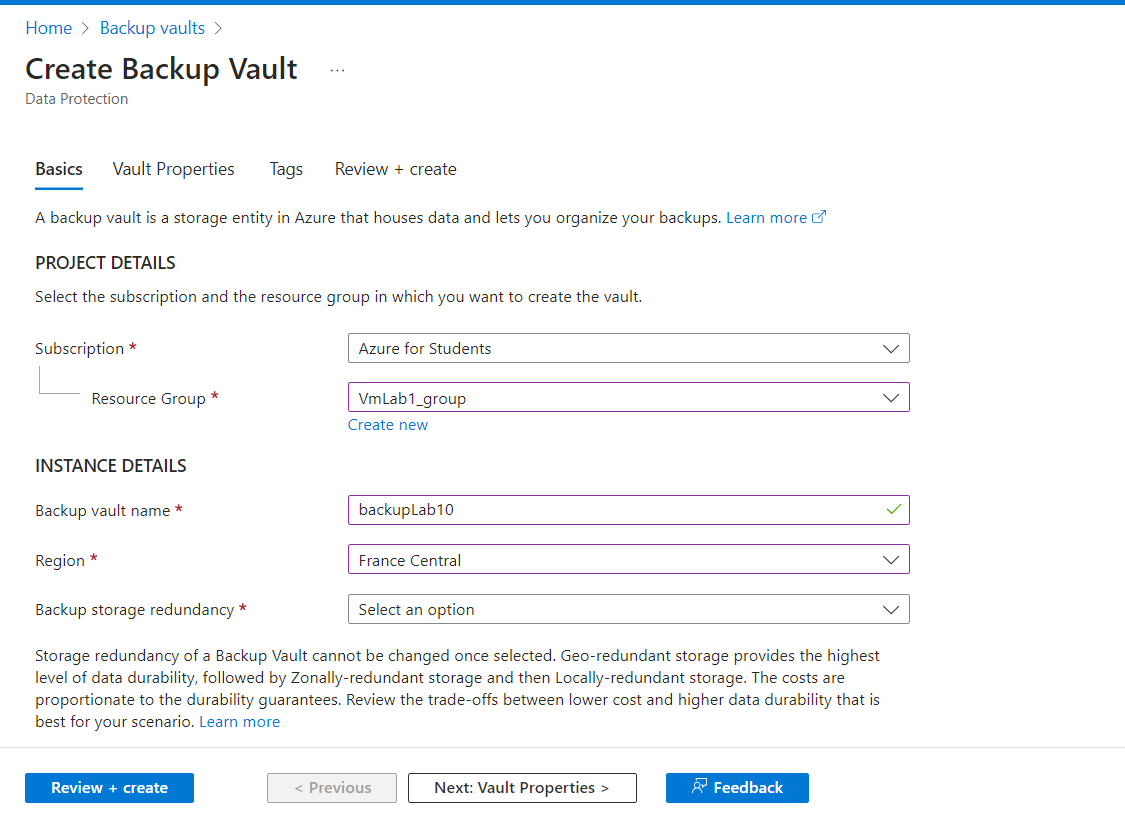 Home > Backup vaults >
Create Backup Vault ...
Data Protection
Basics Vault Properties Tags Review + create
A backup vault is a storage entity in Azure that houses data and lets you organize your backups. Learn more
PROJECT DETAILS
Select the subscription and the resource group in which you want to create the vault.
Subscription * Azure for Students
Resource Group * VmLab1_group
Create new
INSTANCE DETAILS
Backup vault name * backupLab10
Region * France Central
Backup storage redundancy * Select an option
Storage redundancy of a Backup Vault cannot be changed once selected. Geo-redundant storage provides the highest
level of data durability, followed by Zonally-redundant storage and then Locally-redundant storage. The costs are
proportionate to the durability guarantees. Review the trade-offs between lower cost and higher data durability that is
best for your scenario. Learn more
Review + create < Previous Next: Vault Properties > Feedback